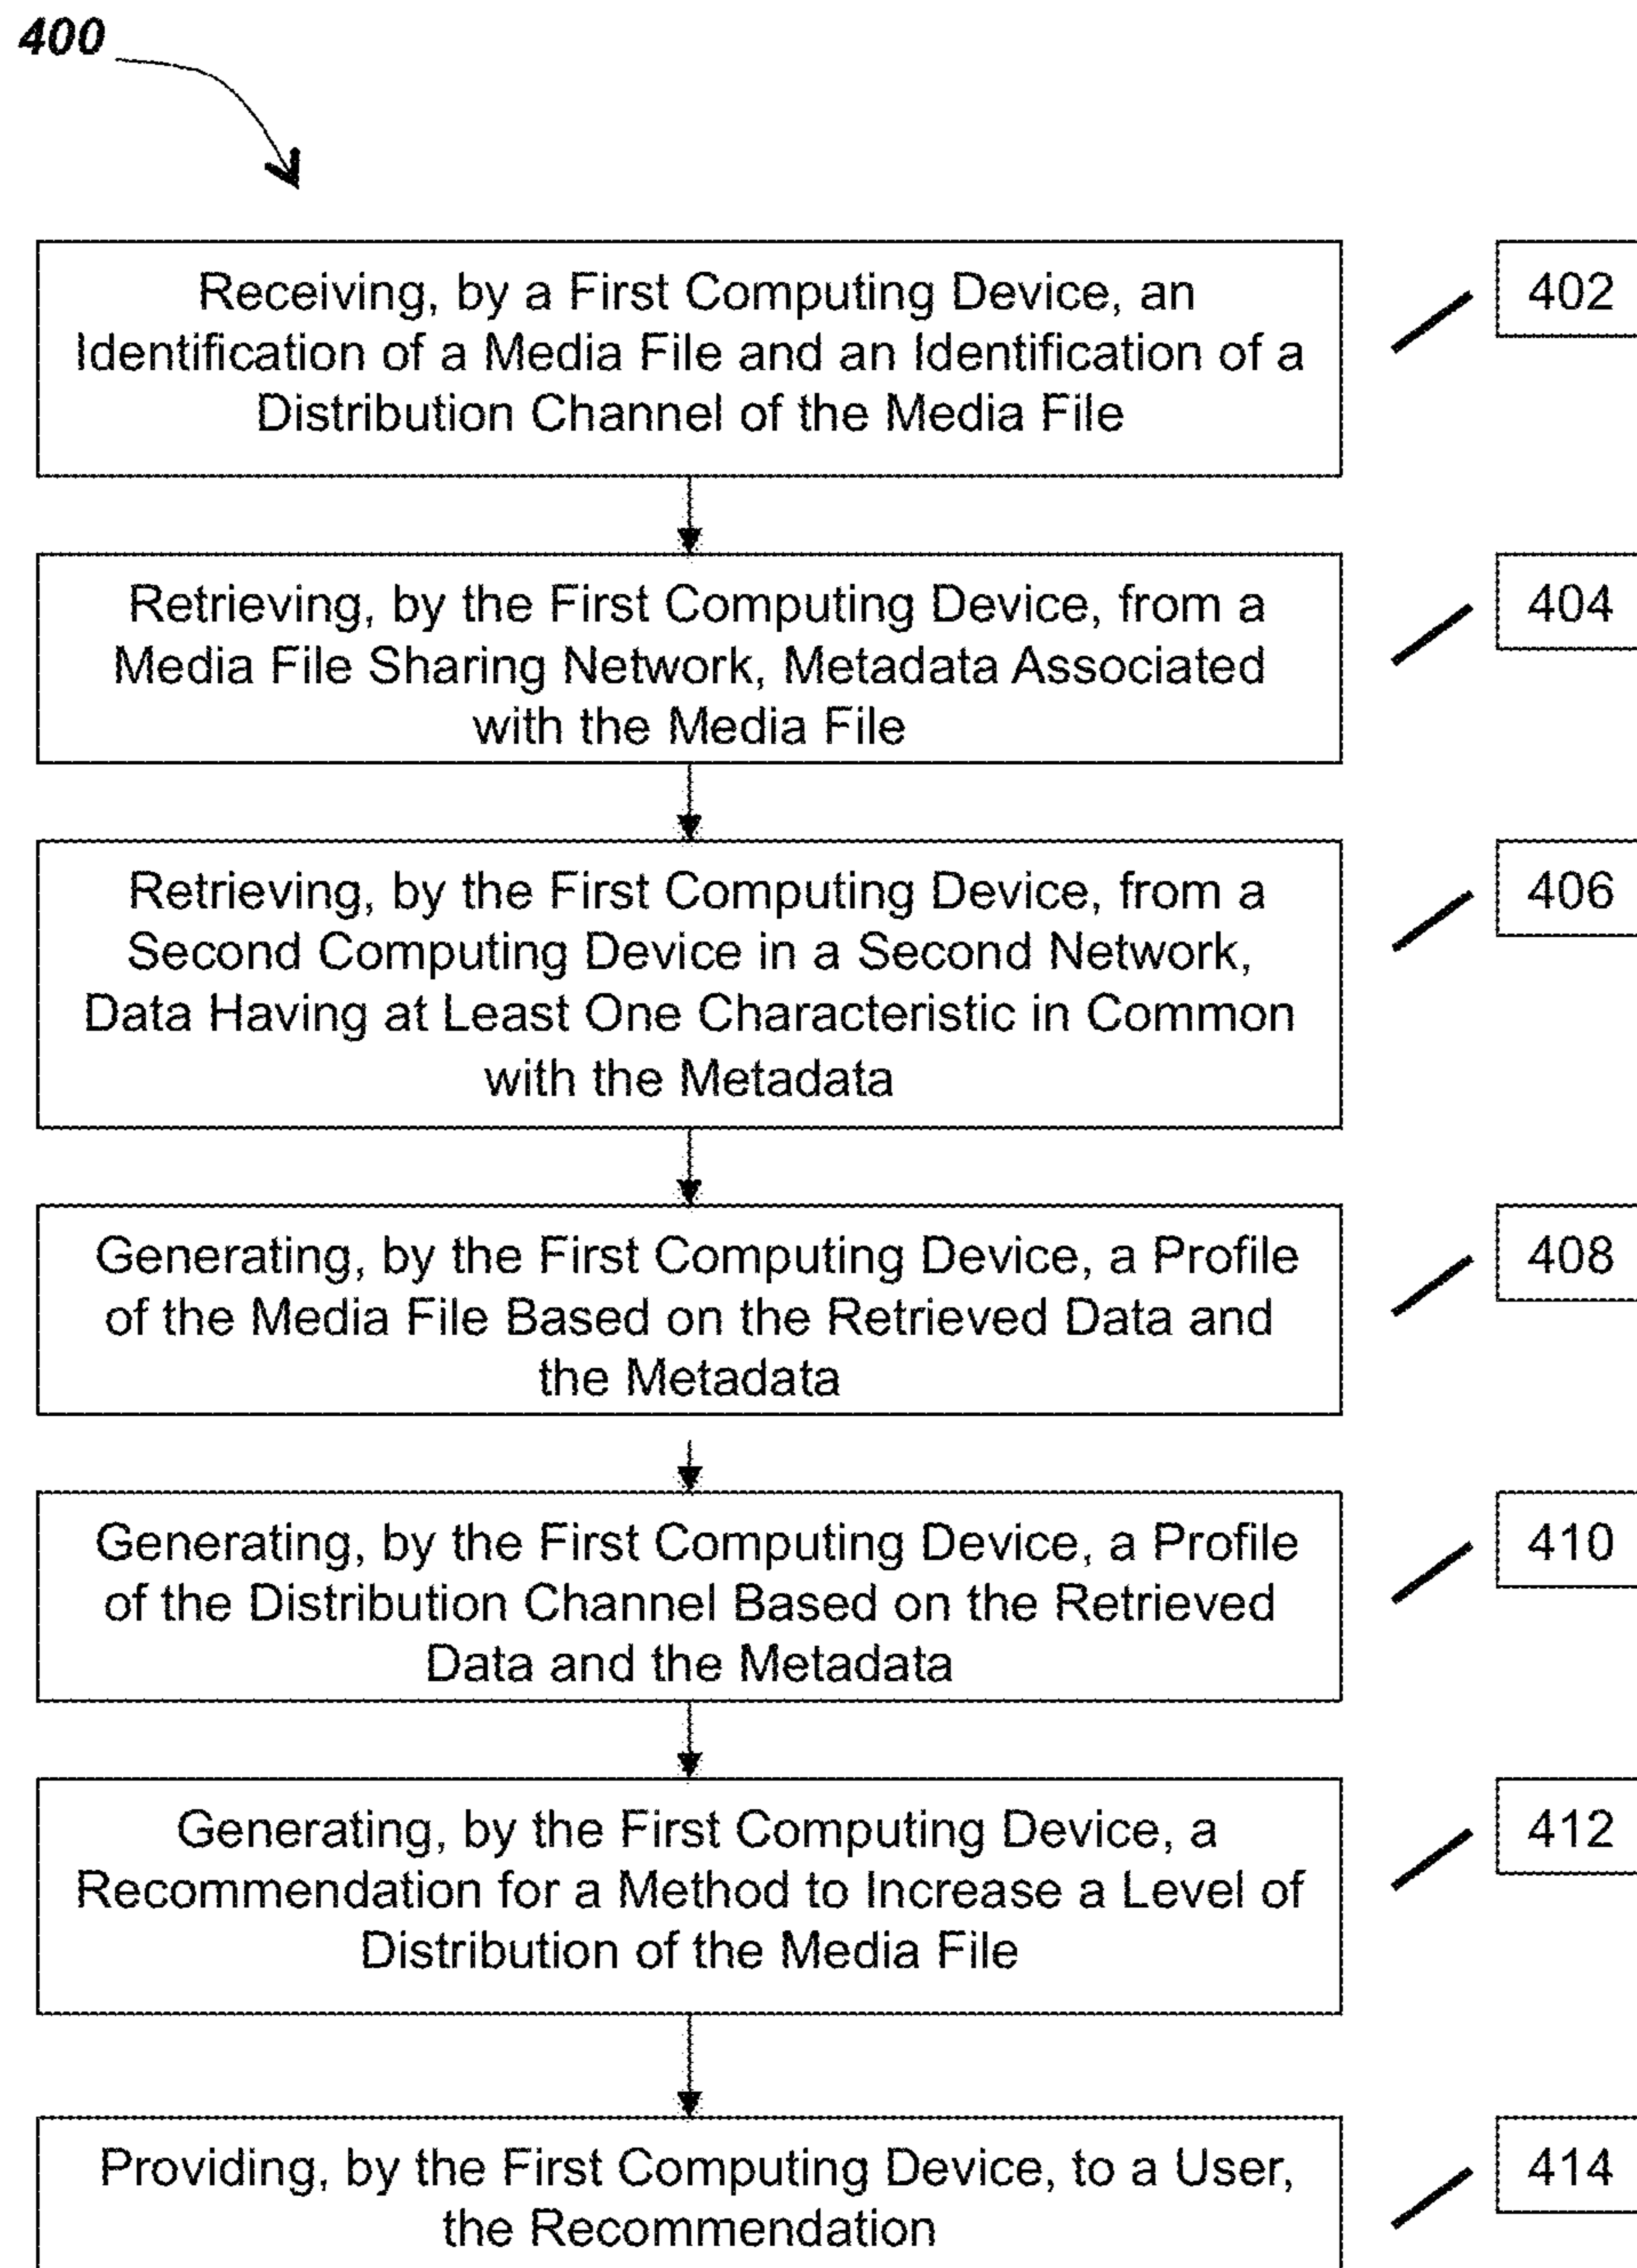 400
Receiving, by a First Computing Device, an
Identification of a Media File and an Identification of a
Distribution Channel of the Media File
402
Retrieving, by the First Computing Device, from a
Media File Sharing Network, Metadata Associated
with the Media File
404
Retrieving, by the First Computing Device, from a
Second Computing Device in a Second Network,
Data Having at Least One Characteristic in Common
with the Metadata
406
Generating, by the First Computing Device, a Profile
of the Media File Based on the Retrieved Data and
the Metadata
408
Generating, by the First Computing Device, a Profile
of the Distribution Channel Based on the Retrieved
Data and the Metadata
410
Generating, by the First Computing Device, a
Recommendation for a Method to Increase a Level of
Distribution of the Media File
412
Providing, by the First Computing Device, to a User,
the Recommendation
414